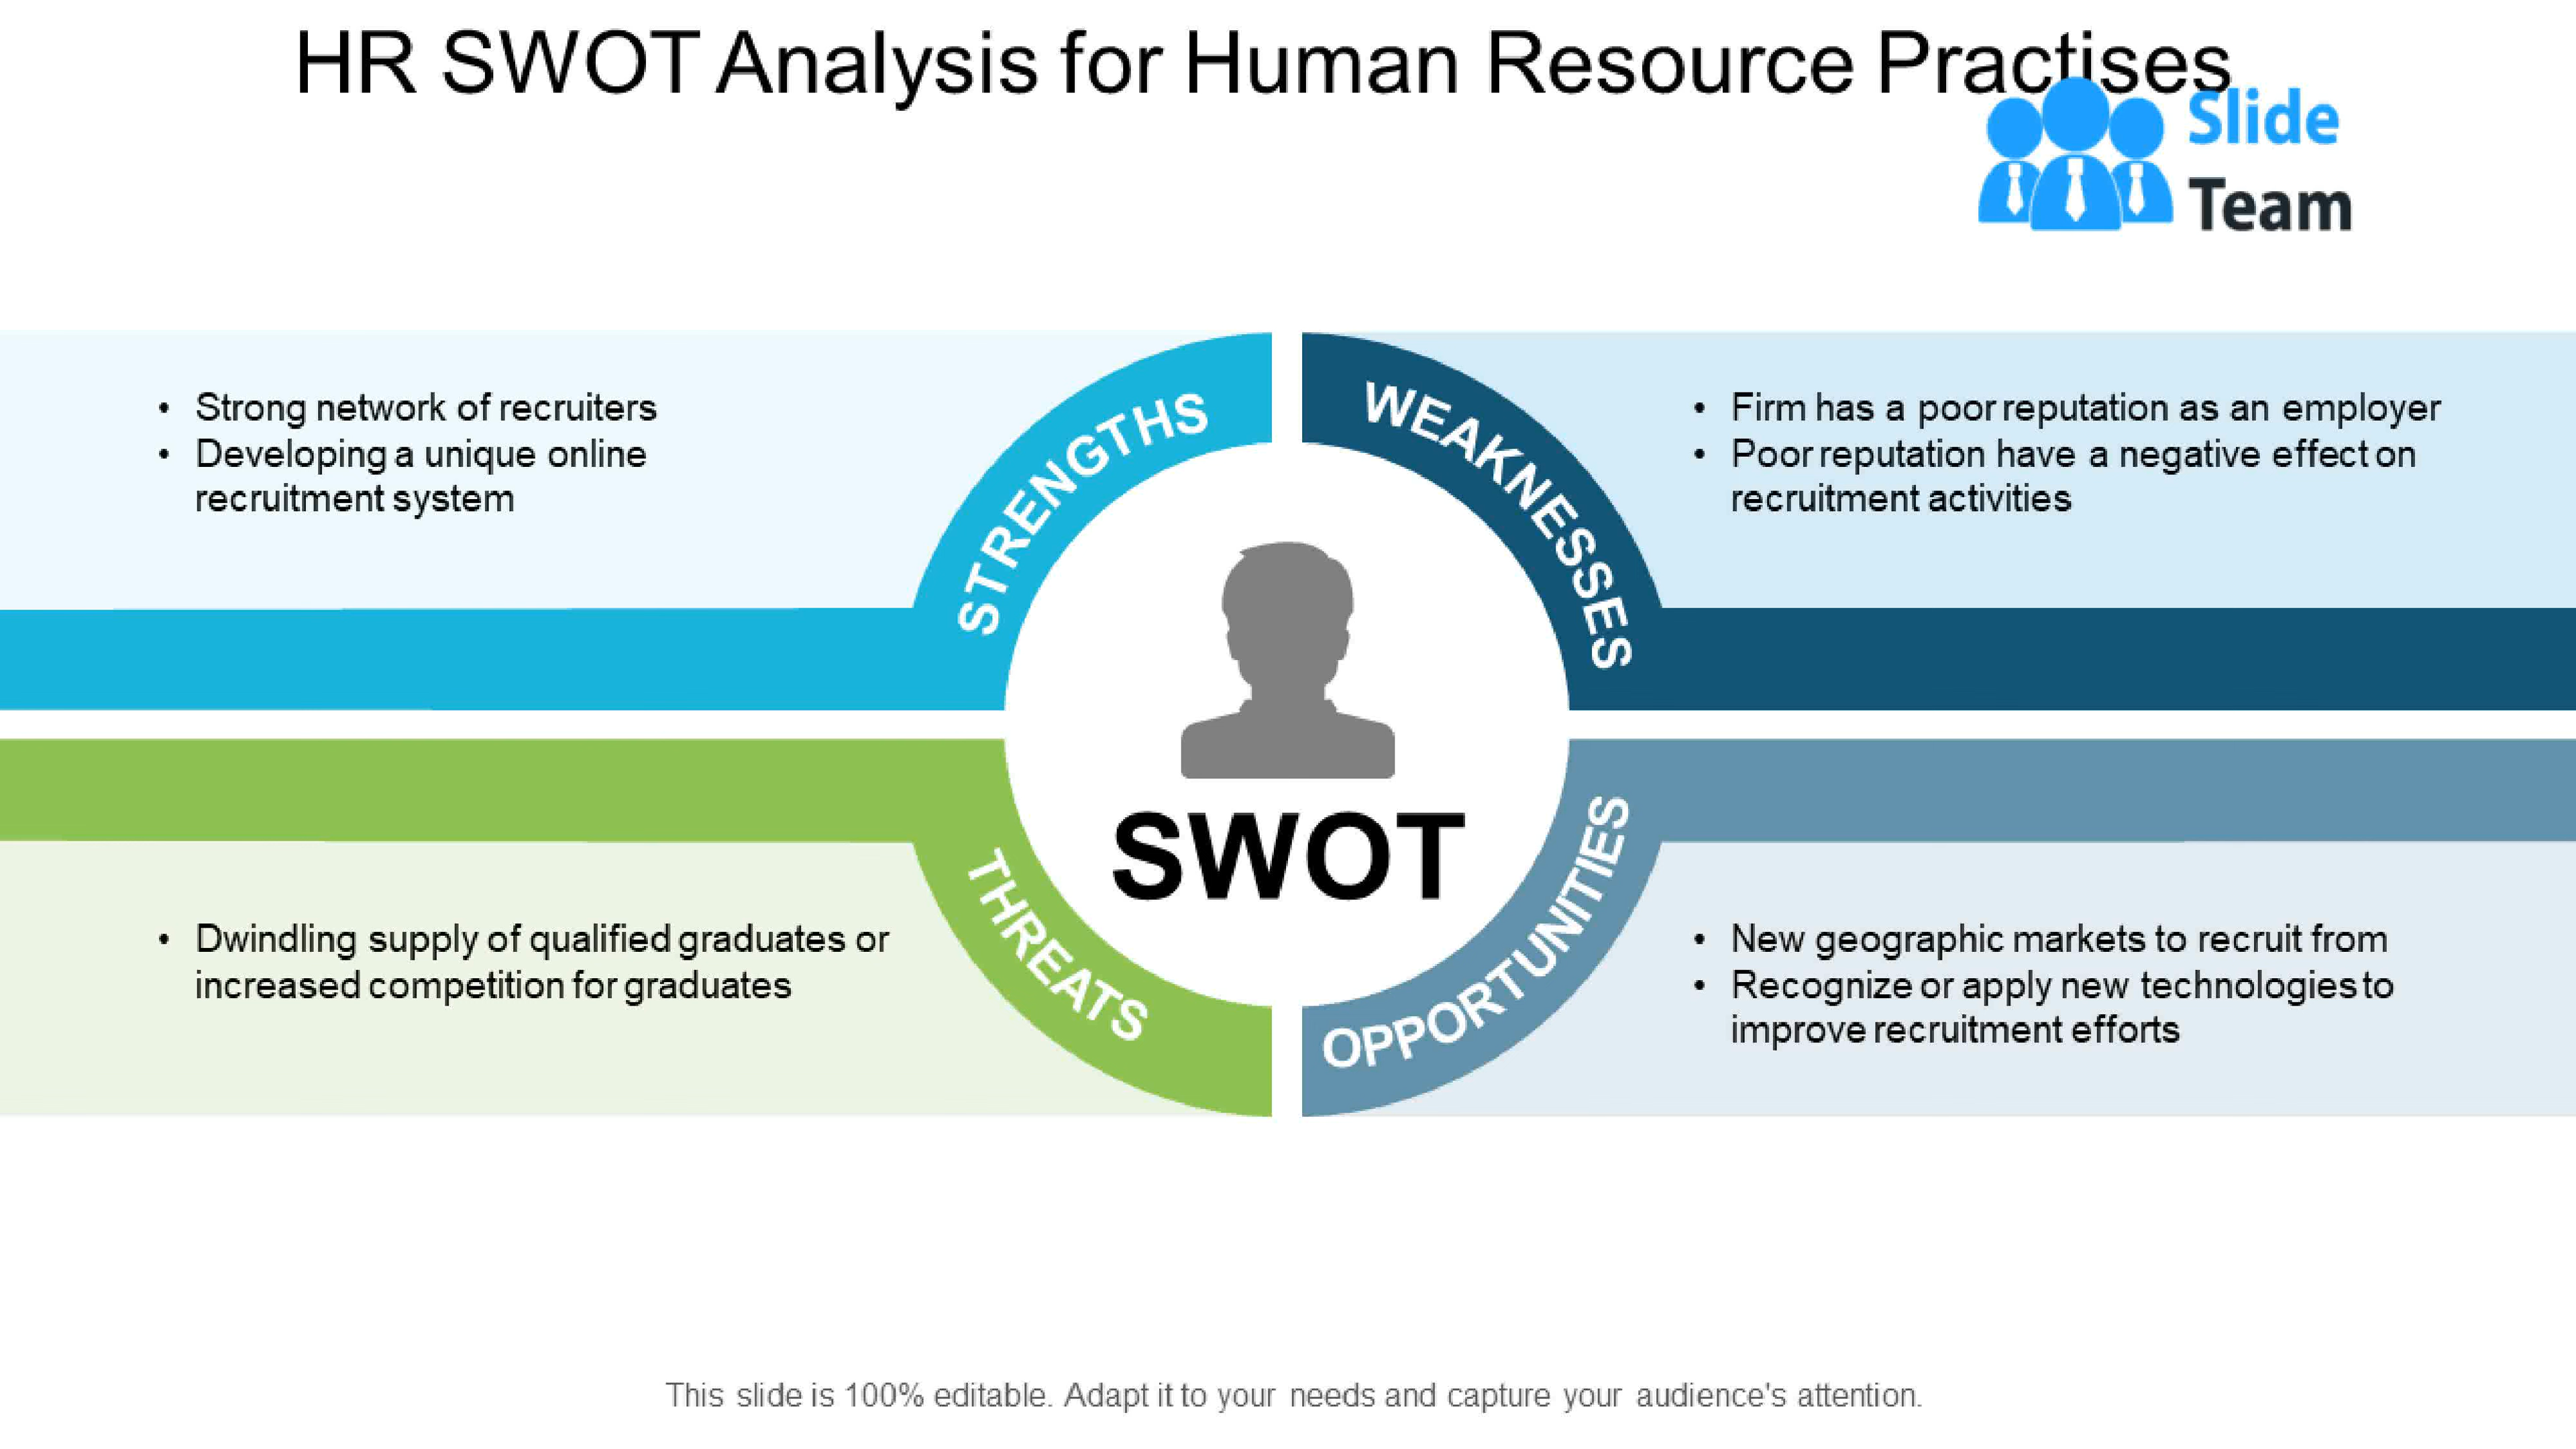 HR SWOT Analysis for Human Resource Practises
Slide
Team
STRENGTHS
• Strong network of recruiters
• Developing a unique online
recruitment system
WEAKNESSES
• Firm has a poor reputation as an employer
• Poor reputation have a negative effect on
recruitment activities
SWOT
THREATS
• Dwindling supply of qualified graduates or
increased competition for graduates
OPPORTUNITIES
• New geographic markets to recruit from
• Recognize or apply new technologies to
improve recruitment efforts
This slide is 100% editable. Adapt it to your needs and capture your audience's attention.